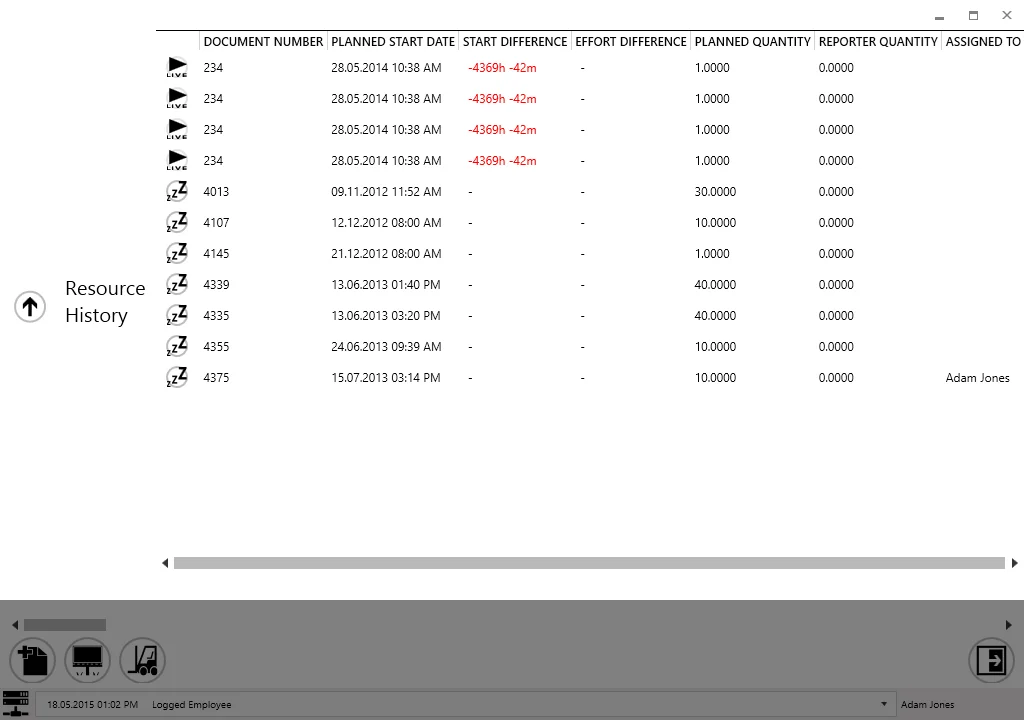 DOCUMENT NUMBER PLANNED START DATE START DIFFERENCE EFFORT DIFFERENCE PLANNED QUANTITY REPORTER QUANTITY ASSIGNED TO
LIVE 234 28.05.2014 10:38 AM -4369h -42m - 1.0000 0.0000
LIVE 234 28.05.2014 10:38 AM -4369h -42m - 1.0000 0.0000
LIVE 234 28.05.2014 10:38 AM -4369h -42m - 1.0000 0.0000
LIVE 234 28.05.2014 10:38 AM -4369h -42m - 1.0000 0.0000
zzZ 4013 09.11.2012 11:52 AM - - 30.0000 0.0000
zzZ 4107 12.12.2012 08:00 AM - - 10.0000 0.0000
zzZ 4145 21.12.2012 08:00 AM - - 1.0000 0.0000
zzZ 4339 13.06.2013 01:40 PM - - 40.0000 0.0000
zzZ 4335 13.06.2013 03:20 PM - - 40.0000 0.0000
zzZ 4355 24.06.2013 09:39 AM - - 10.0000 0.0000
zzZ 4375 15.07.2013 03:14 PM - - 10.0000 0.0000 Adam Jones
Resource
History
18.05.2015 01:02 PM Logged Employee Adam Jones